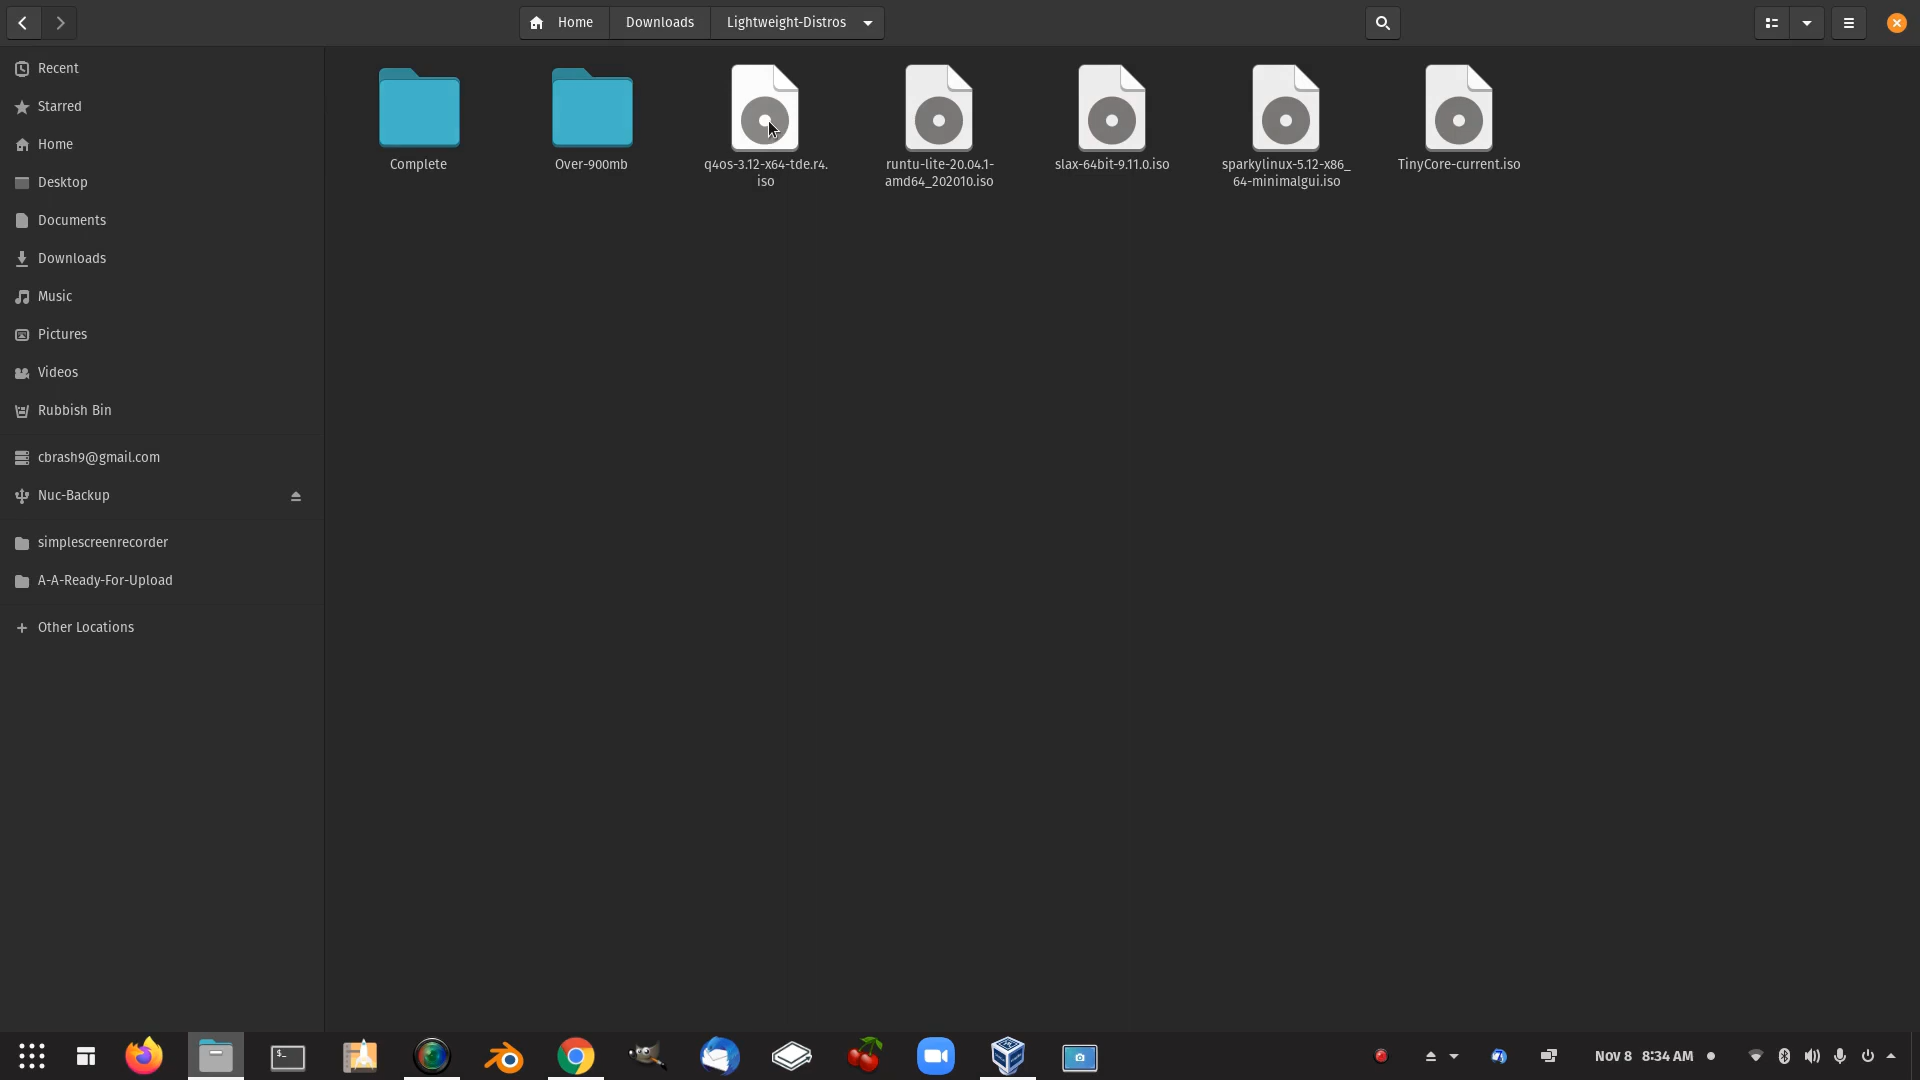 Home
Downloads
Lightweight-Distros
Recent
Starred
Home
Desktop
Documents
Downloads
Music
Pictures
Videos
Rubbish Bin
cbrash9@gmail.com
Nuc-Backup
simplescreenrecorder
A-A-Ready-For-Upload
Other Locations
Complete
Over-900mb
q4os-3.12-x64-tde.r4.
iso
runtu-lite-20.04.1-
amd64_202010.iso
slax-64bit-9.11.0.iso
sparkylinux-5.12-x86_
64-minimalgui.iso
TinyCore-current.iso
$_
Nov 8 8:34 AM